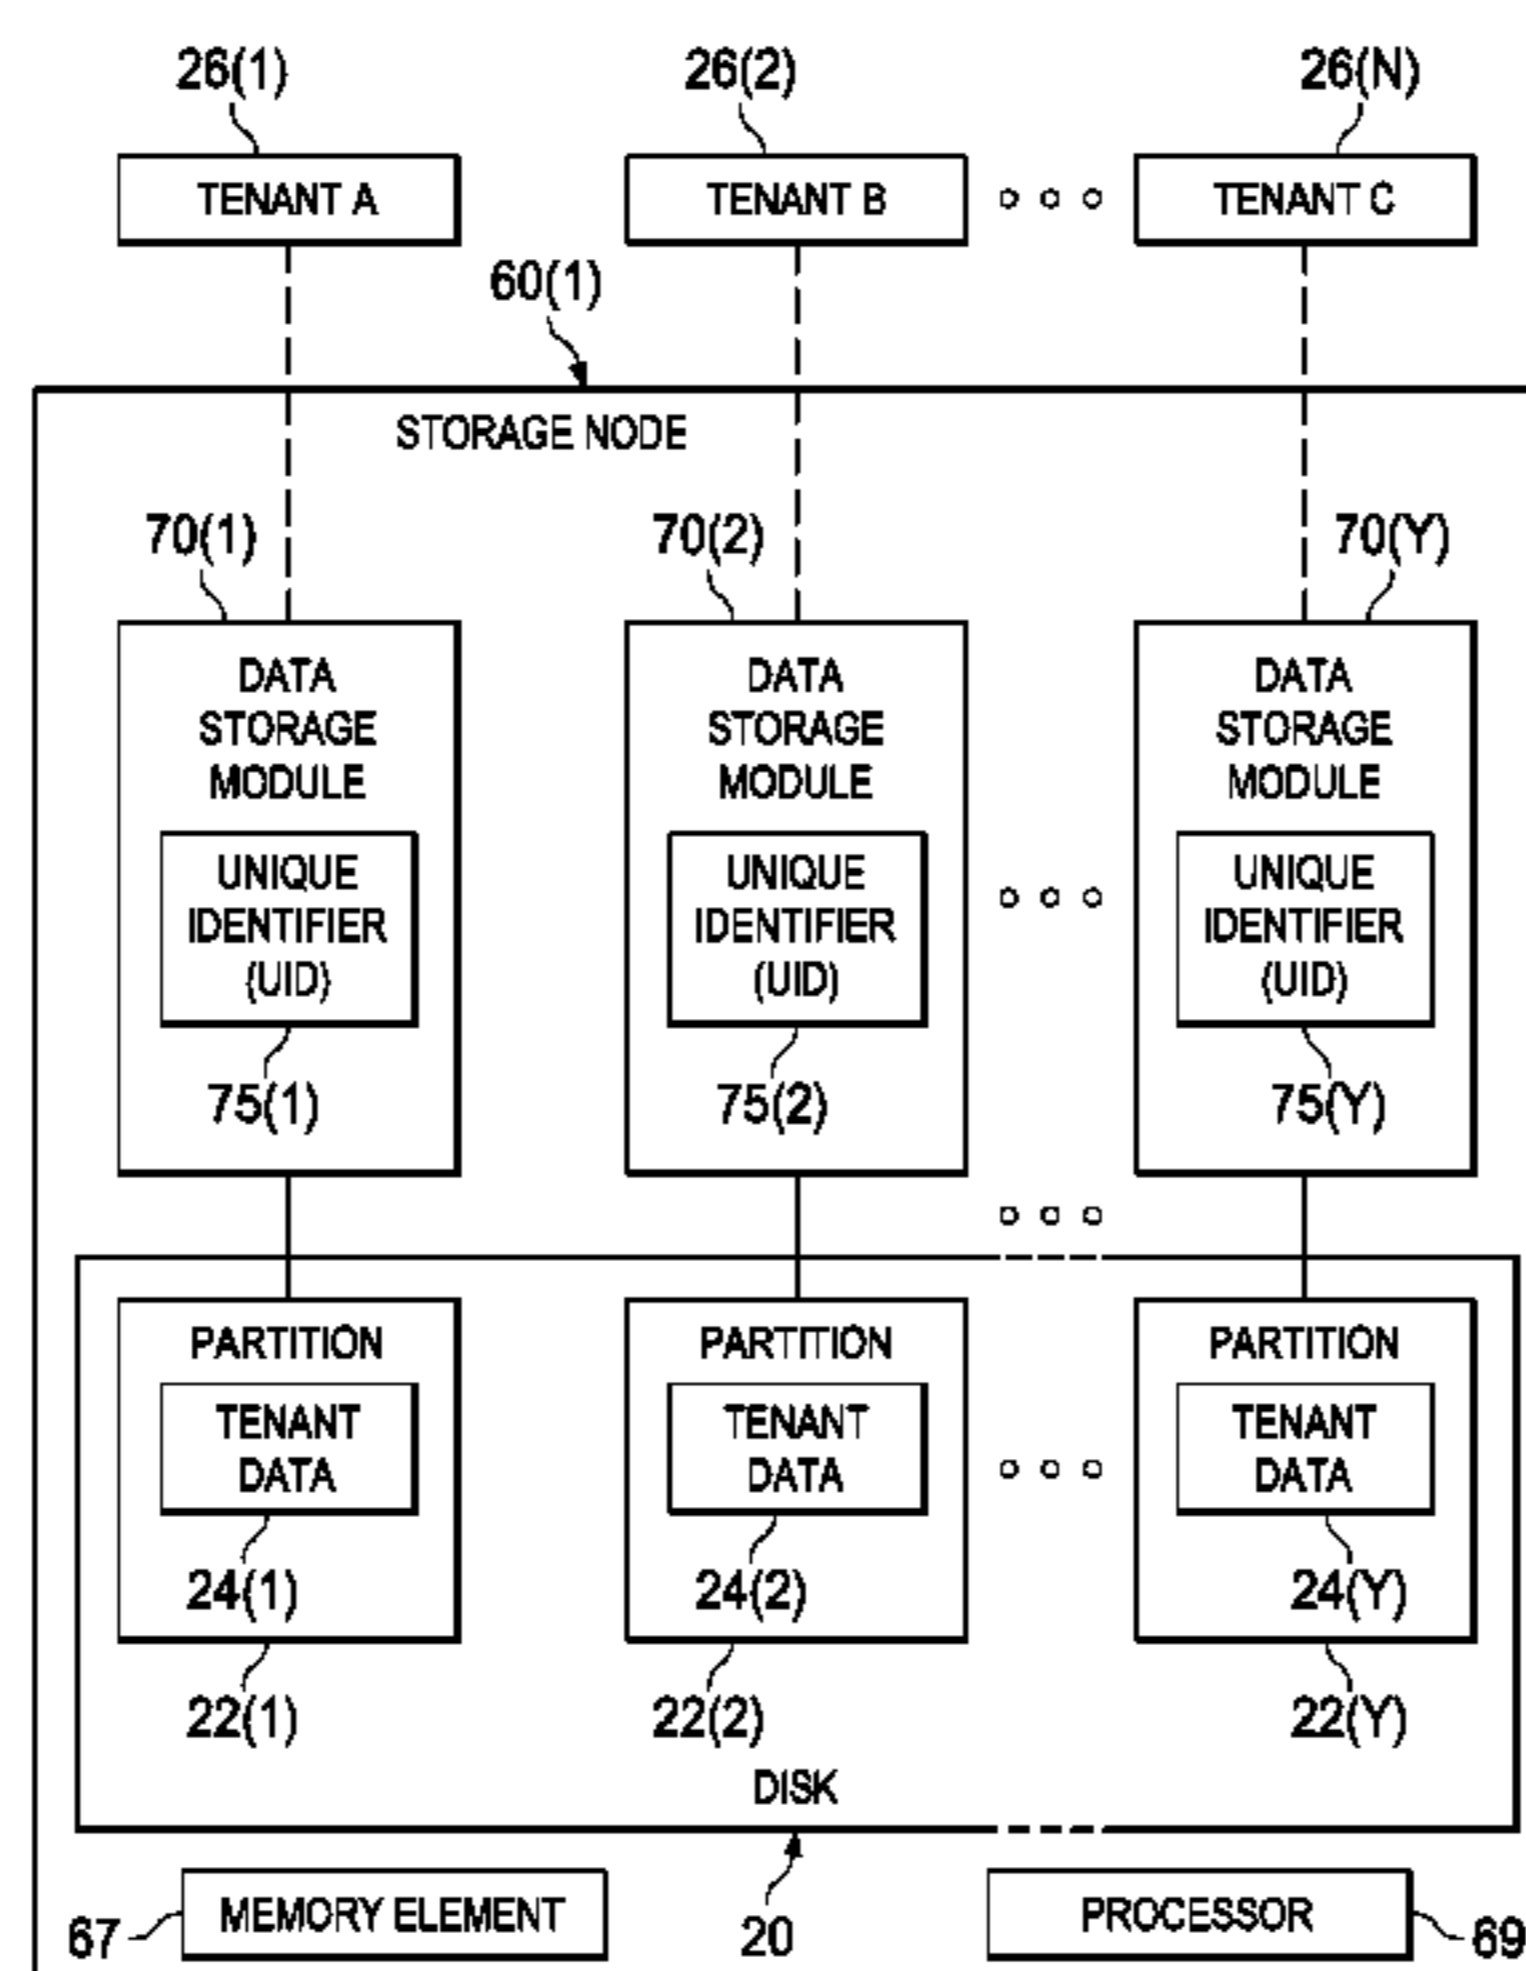 26(1) 26(2) 26(N)
TENANT A TENANT B TENANT C
60(1)
STORAGE NODE
70(1) 70(2) 70(Y)
DATA DATA DATA
STORAGE STORAGE STORAGE
MODULE MODULE MODULE
UNIQUE UNIQUE UNIQUE
IDENTIFIER IDENTIFIER IDENTIFIER
(UID) (UID) (UID)
75(1) 75(2) 75(Y)
PARTITION PARTITION PARTITION
TENANT TENANT TENANT
DATA DATA DATA
24(1) 24(2) 24(Y)
22(1) 22(2) 22(Y)
DISK
67 MEMORY ELEMENT 20 PROCESSOR 69